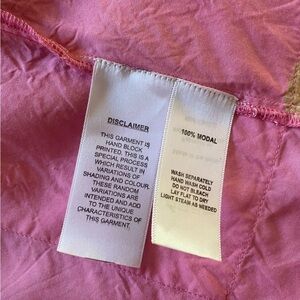 DISCLAIMER
THIS GARMENT IS
HAND BLOCK
PRINTED. THIS IS A
SPECIAL PROCESS
WHICH RESULT IN
VARIATIONS OF
SHADING AND COLOUR.
THESE RANDOM
VARIATIONS ARE
INTENDED AND ADD
TO THE UNIQUE
CHARACTERISTICS OF
THIS GARMENT.
100% MODAL
WASH SEPARATELY
HAND WASH COLD
DO NOT BLEACH
LAY FLAT TO DRY
LIGHT STEAM AS NEEDED